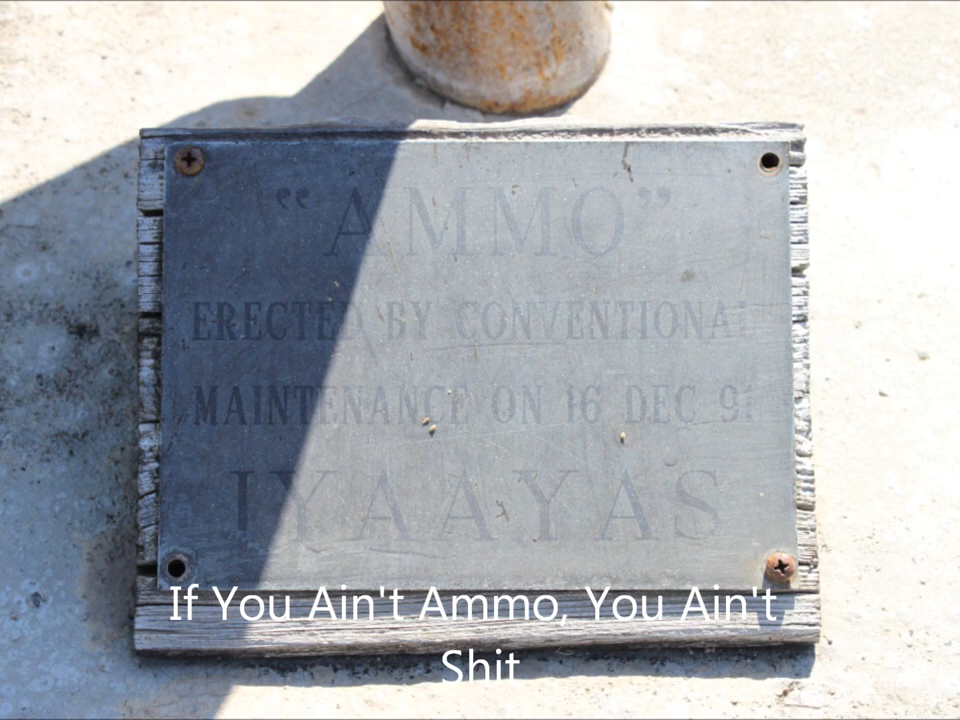 “AMMO”
ERECTED BY CONVENTIONAL
MAINTENANCE ON 16 DEC 91
IYAAYAS
If You Ain't Ammo, You Ain't
Shit